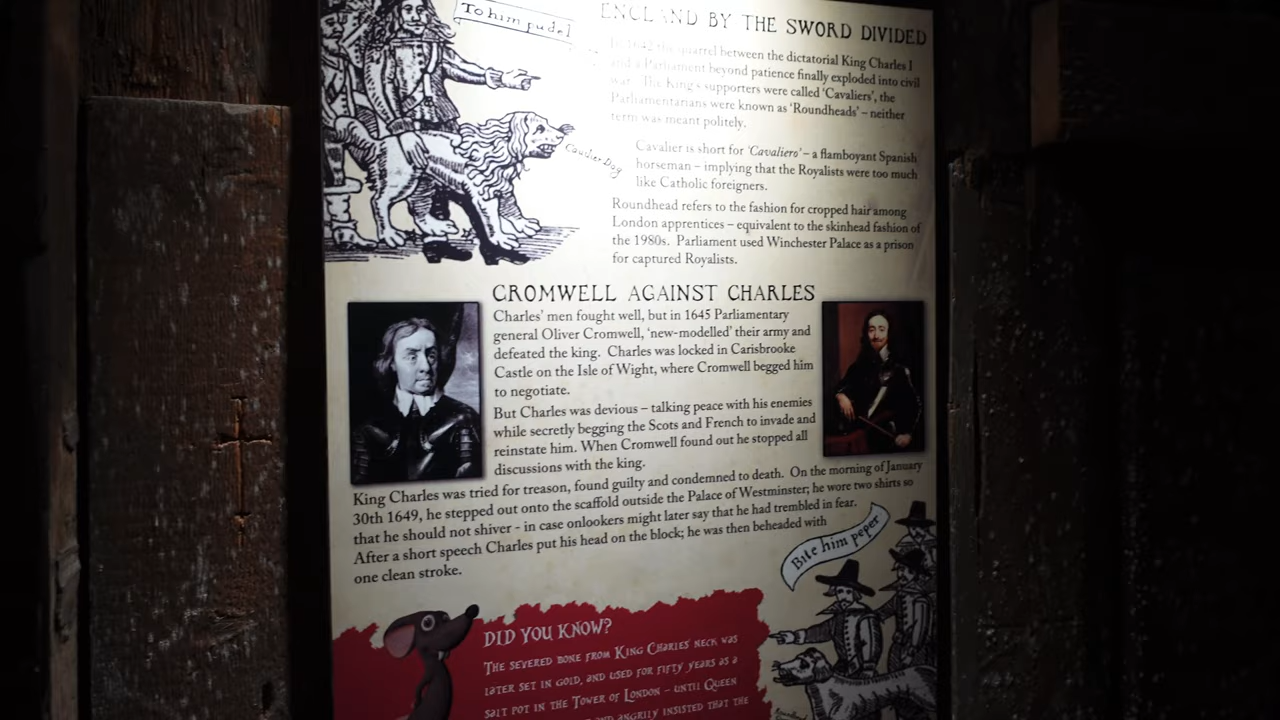 To him pudel
ENGLAND BY THE SWORD DIVIDED
In 1642 the quarrel between the dictatorial King Charles I
and a Parliament beyond patience finally exploded into civil
war. The King's supporters were called 'Cavaliers', the
Parliamentarians were known as 'Roundheads' – neither
term was meant politely.
Cavalier Dog
Cavalier is short for 'Cavaliero' – a flamboyant Spanish
horseman – implying that the Royalists were too much
like Catholic foreigners.
Roundhead refers to the fashion for cropped hair among
London apprentices – equivalent to the skinhead fashion of
the 1980s. Parliament used Winchester Palace as a prison
for captured Royalists.
CROMWELL AGAINST CHARLES
Charles' men fought well, but in 1645 Parliamentary
general Oliver Cromwell, 'new-modelled' their army and
defeated the king. Charles was locked in Carisbrooke
Castle on the Isle of Wight, where Cromwell begged him
to negotiate.
But Charles was devious – talking peace with his enemies
while secretly begging the Scots and French to invade and
reinstate him. When Cromwell found out he stopped all
discussions with the king.
King Charles was tried for treason, found guilty and condemned to death. On the morning of January
30th 1649, he stepped out onto the scaffold outside the Palace of Westminster; he wore two shirts so
that he should not shiver - in case onlookers might later say that he had trembled in fear.
After a short speech Charles put his head on the block; he was then beheaded with
one clean stroke.
Bite him peper
DID YOU KNOW?
THE SEVERED BONE FROM KING CHARLES' NECK WAS
LATER SET IN GOLD, AND USED FOR FIFTY YEARS AS A
SALT POT IN THE TOWER OF LONDON – UNTIL QUEEN
AND ANGRILY INSISTED THAT THE